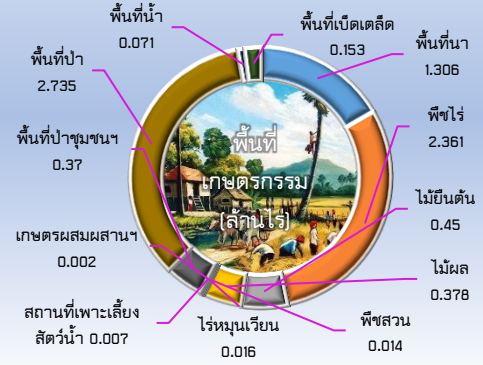 พื้นที่น้ำ
0.071
พื้นที่เบ็ดเตล็ด
0.153
พื้นที่นา
1.306
พืชไร่
2.361
ไม้ยืนต้น
0.45
ไม้ผล
0.378
พืชสวน
0.014
ไร่หมุนเวียน
0.016
สถานที่เพาะเลี้ยง
สัตว์น้ำ 0.007
เกษตรผสมผสานฯ
0.002
พื้นที่ป่าชุมชนฯ
0.37
พื้นที่ป่า
2.735
พื้นที่
เกษตรกรรม
(ล้านไร่)